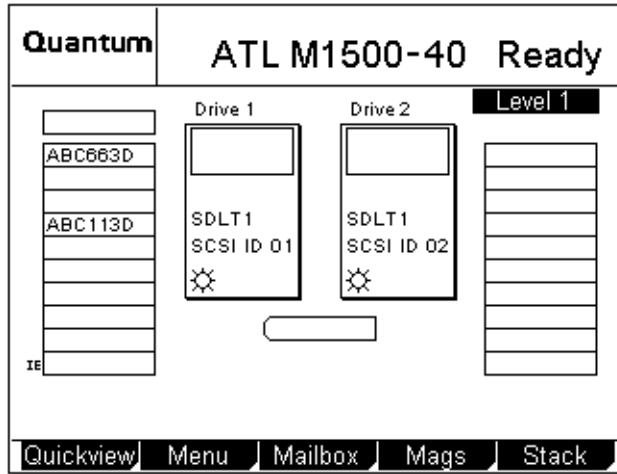 Quantum
ATL M1500-40 Ready
Level 1
Drive 1
Drive 2
ABC663D
ABC113D
SDLT1
SCSI ID 01
SDLT1
SCSI ID 02
IE
Quickview
Menu
Mailbox
Mags
Stack